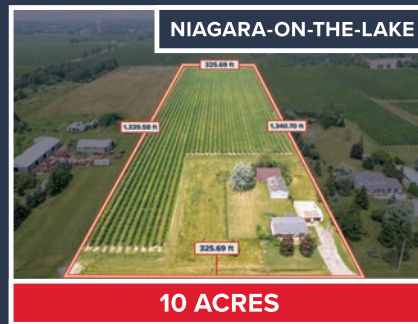 NIAGARA-ON-THE-LAKE
325.69 ft
1,339.58 ft
1,340.70 ft
325.69 ft
10 ACRES